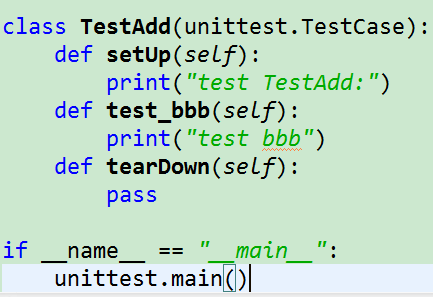 class TestAdd(unittest.TestCase):
    def setUp(self):
        print("test TestAdd:")
    def test_bbb(self):
        print("test bbb")
    def tearDown(self):
        pass
if __name__ == "__main__":
    unittest.main()